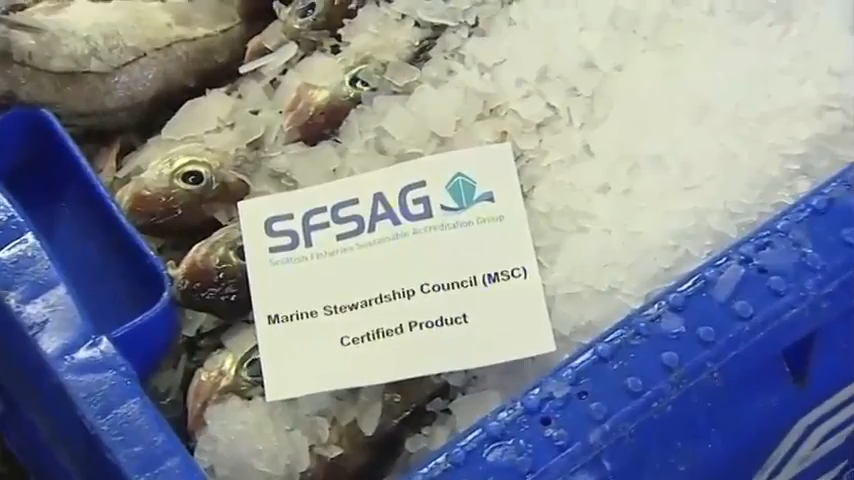 SFSAG
Scottish Fisheries Sustainable Accreditation Group
Marine Stewardship Council (MSC)
Certified Product